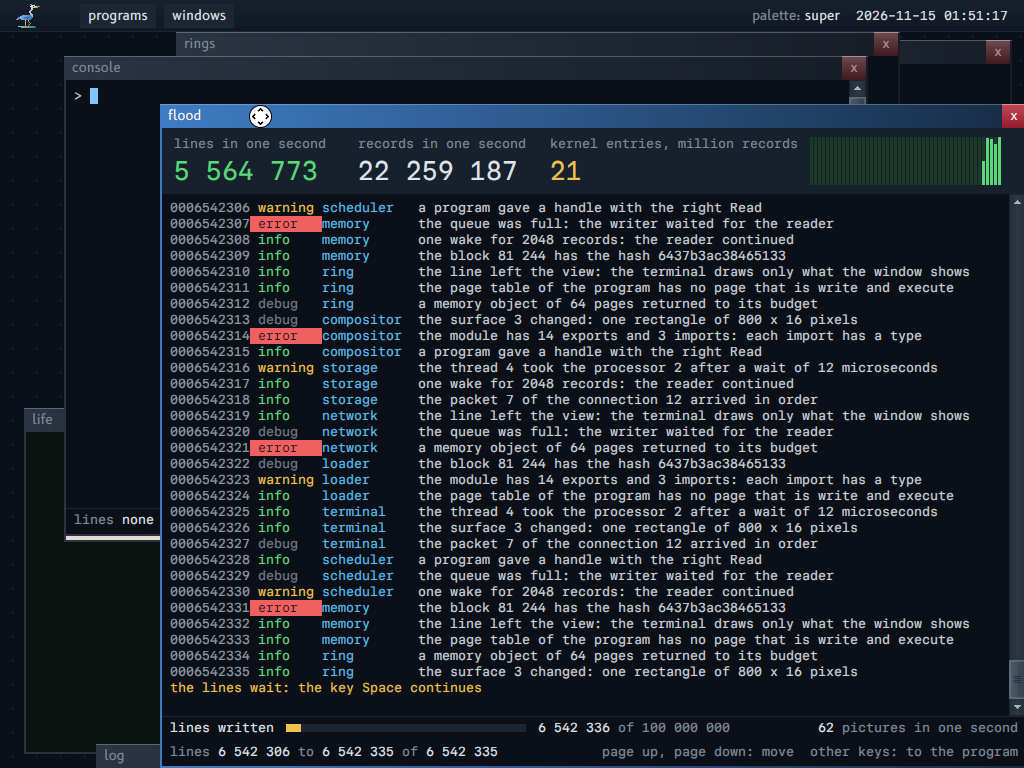 programs windows palette: super 2026-11-15 01:51:17
rings x
x
console x
>
flood x
lines in one second records in one second kernel entries, million records
5 564 773 22 259 187 21
0006542306 warning scheduler a program gave a handle with the right Read
0006542307 error memory the queue was full: the writer waited for the reader
0006542308 info memory one wake for 2048 records: the reader continued
0006542309 info memory the block 81 244 has the hash 6437b3ac38465133
0006542310 info ring the line left the view: the terminal draws only what the window shows
0006542311 info ring the page table of the program has no page that is write and execute
0006542312 debug ring a memory object of 64 pages returned to its budget
0006542313 debug compositor the surface 3 changed: one rectangle of 800 x 16 pixels
0006542314 error compositor the module has 14 exports and 3 imports: each import has a type
0006542315 info compositor a program gave a handle with the right Read
0006542316 warning storage the thread 4 took the processor 2 after a wait of 12 microseconds
0006542317 info storage one wake for 2048 records: the reader continued
0006542318 info storage the packet 7 of the connection 12 arrived in order
0006542319 info network the line left the view: the terminal draws only what the window shows
0006542320 debug network the queue was full: the writer waited for the reader
0006542321 error network a memory object of 64 pages returned to its budget
0006542322 debug loader the block 81 244 has the hash 6437b3ac38465133
0006542323 warning loader the module has 14 exports and 3 imports: each import has a type
0006542324 info loader the page table of the program has no page that is write and execute
0006542325 info terminal the thread 4 took the processor 2 after a wait of 12 microseconds
0006542326 info terminal the surface 3 changed: one rectangle of 800 x 16 pixels
0006542327 debug terminal the packet 7 of the connection 12 arrived in order
0006542328 info scheduler a program gave a handle with the right Read
0006542329 debug scheduler the queue was full: the writer waited for the reader
0006542330 warning scheduler one wake for 2048 records: the reader continued
0006542331 error memory the block 81 244 has the hash 6437b3ac38465133
0006542332 info memory the line left the view: the terminal draws only what the window shows
0006542333 info memory the page table of the program has no page that is write and execute
0006542334 info ring a memory object of 64 pages returned to its budget
0006542335 info ring the surface 3 changed: one rectangle of 800 x 16 pixels
the lines wait: the key Space continues
lines written 6 542 336 of 100 000 000 62 pictures in one second
lines 6 542 306 to 6 542 335 of 6 542 335 page up, page down: move other keys: to the program
life
lines none
log